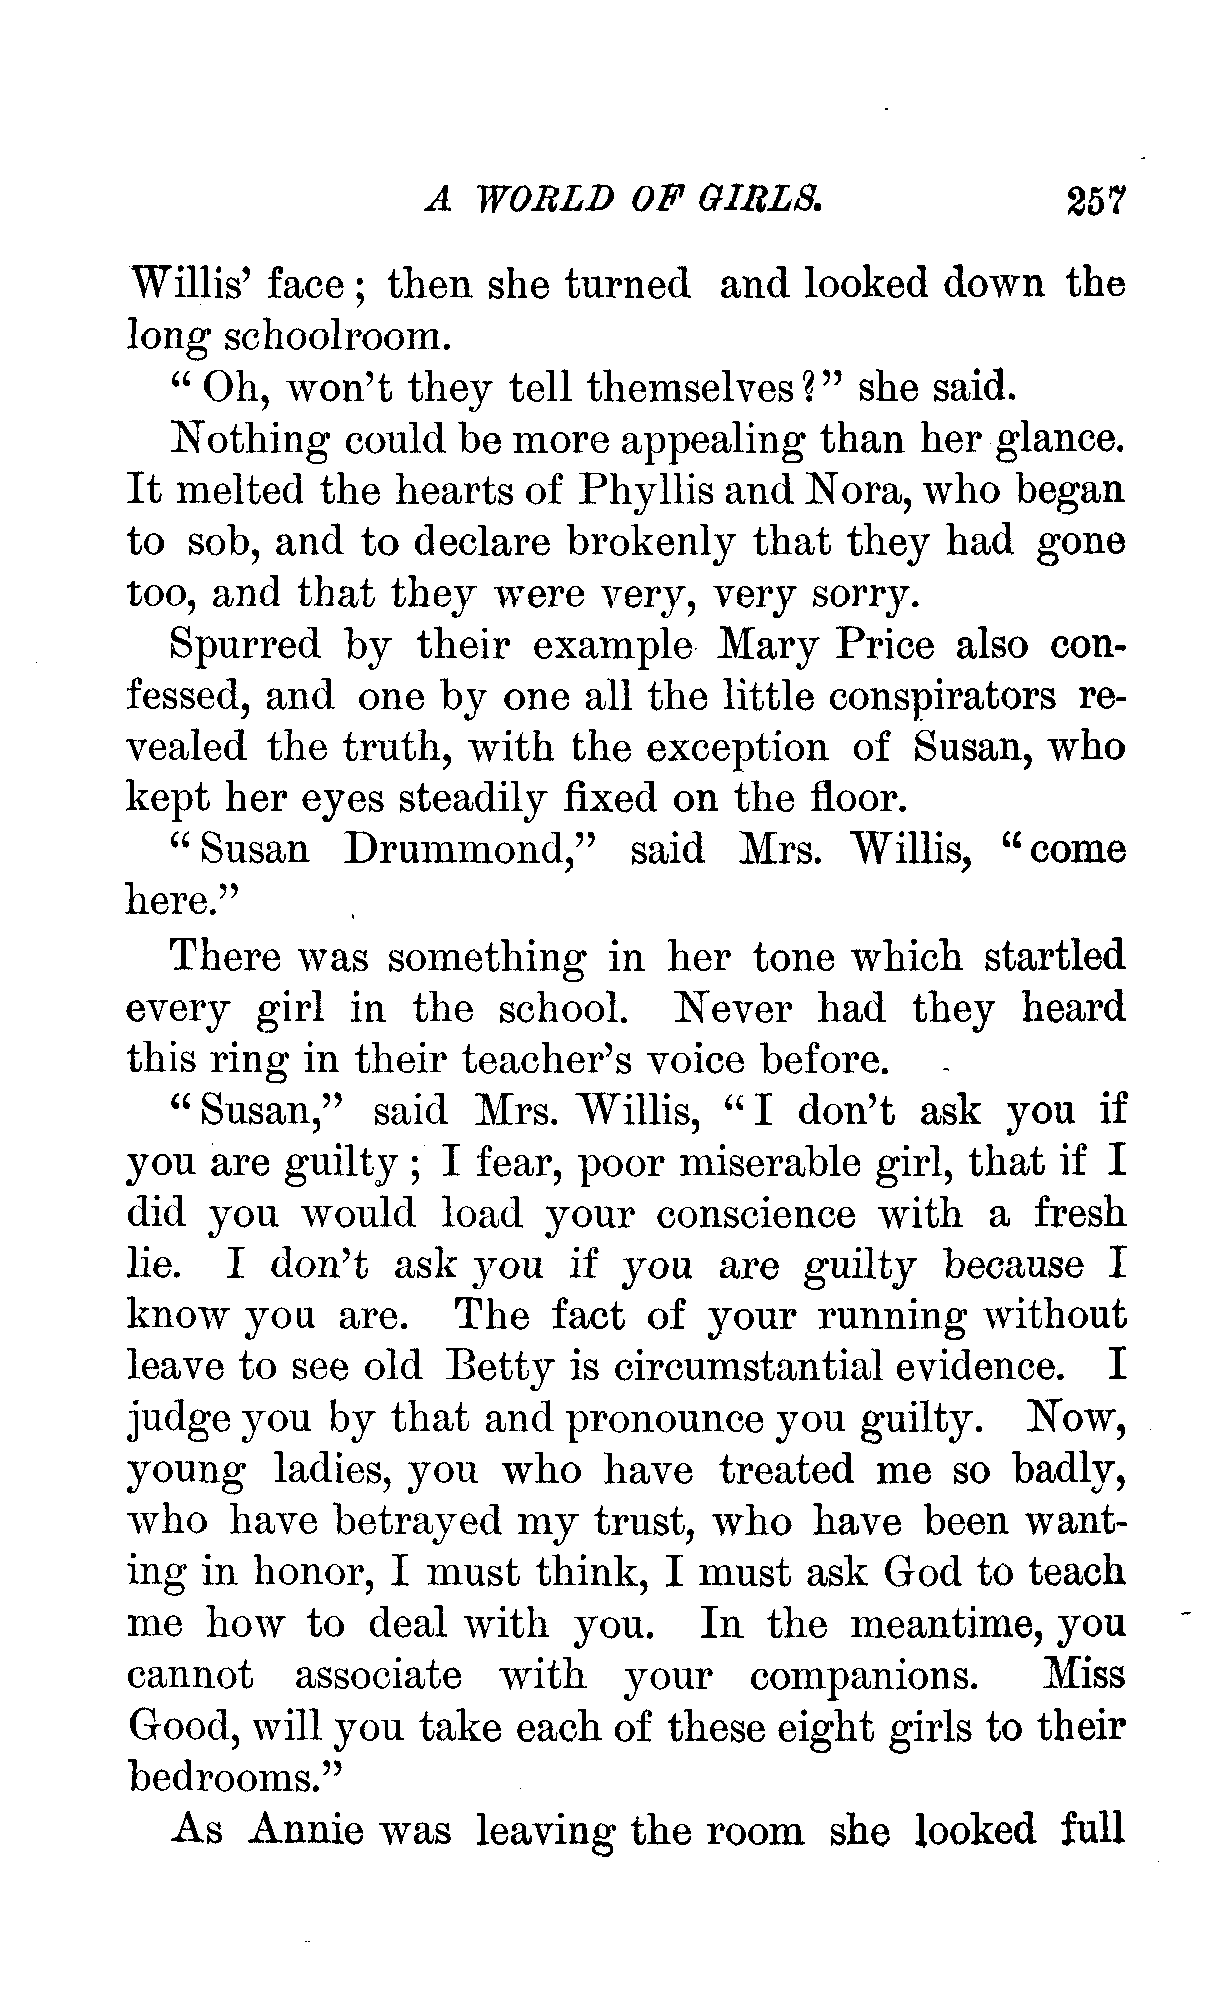 A WORLD OF GIRLS. 257
Willis' face; then she turned and looked down the
long schoolroom.
"Oh, won't they tell themselves?" she said.
Nothing could be more appealing than her glance.
It melted the hearts of Phyllis and Nora, who began
to sob, and to declare brokenly that they had gone
too, and that they were very, very sorry.
Spurred by their example Mary Price also con-
fessed, and one by one all the little conspirators re-
vealed the truth, with the exception of Susan, who
kept her eyes steadily fixed on the floor.
"Susan Drummond," said Mrs. Willis, "come
here."
There was something in her tone which startled
every girl in the school. Never had they heard
this ring in their teacher's voice before.
"Susan," said Mrs. Willis, "I don't ask you if
you are guilty; I fear, poor miserable girl, that if I
did you would load your conscience with a fresh
lie. I don't ask you if you are guilty because I
know you are. The fact of your running without
leave to see old Betty is circumstantial evidence. I
judge you by that and pronounce you guilty. Now,
young ladies, you who have treated me so badly,
who have betrayed my trust, who have been want-
ing in honor, I must think, I must ask God to teach
me how to deal with you. In the meantime, you
cannot associate with your companions. Miss
Good, will you take each of these eight girls to their
bedrooms."
As Annie was leaving the room she looked full